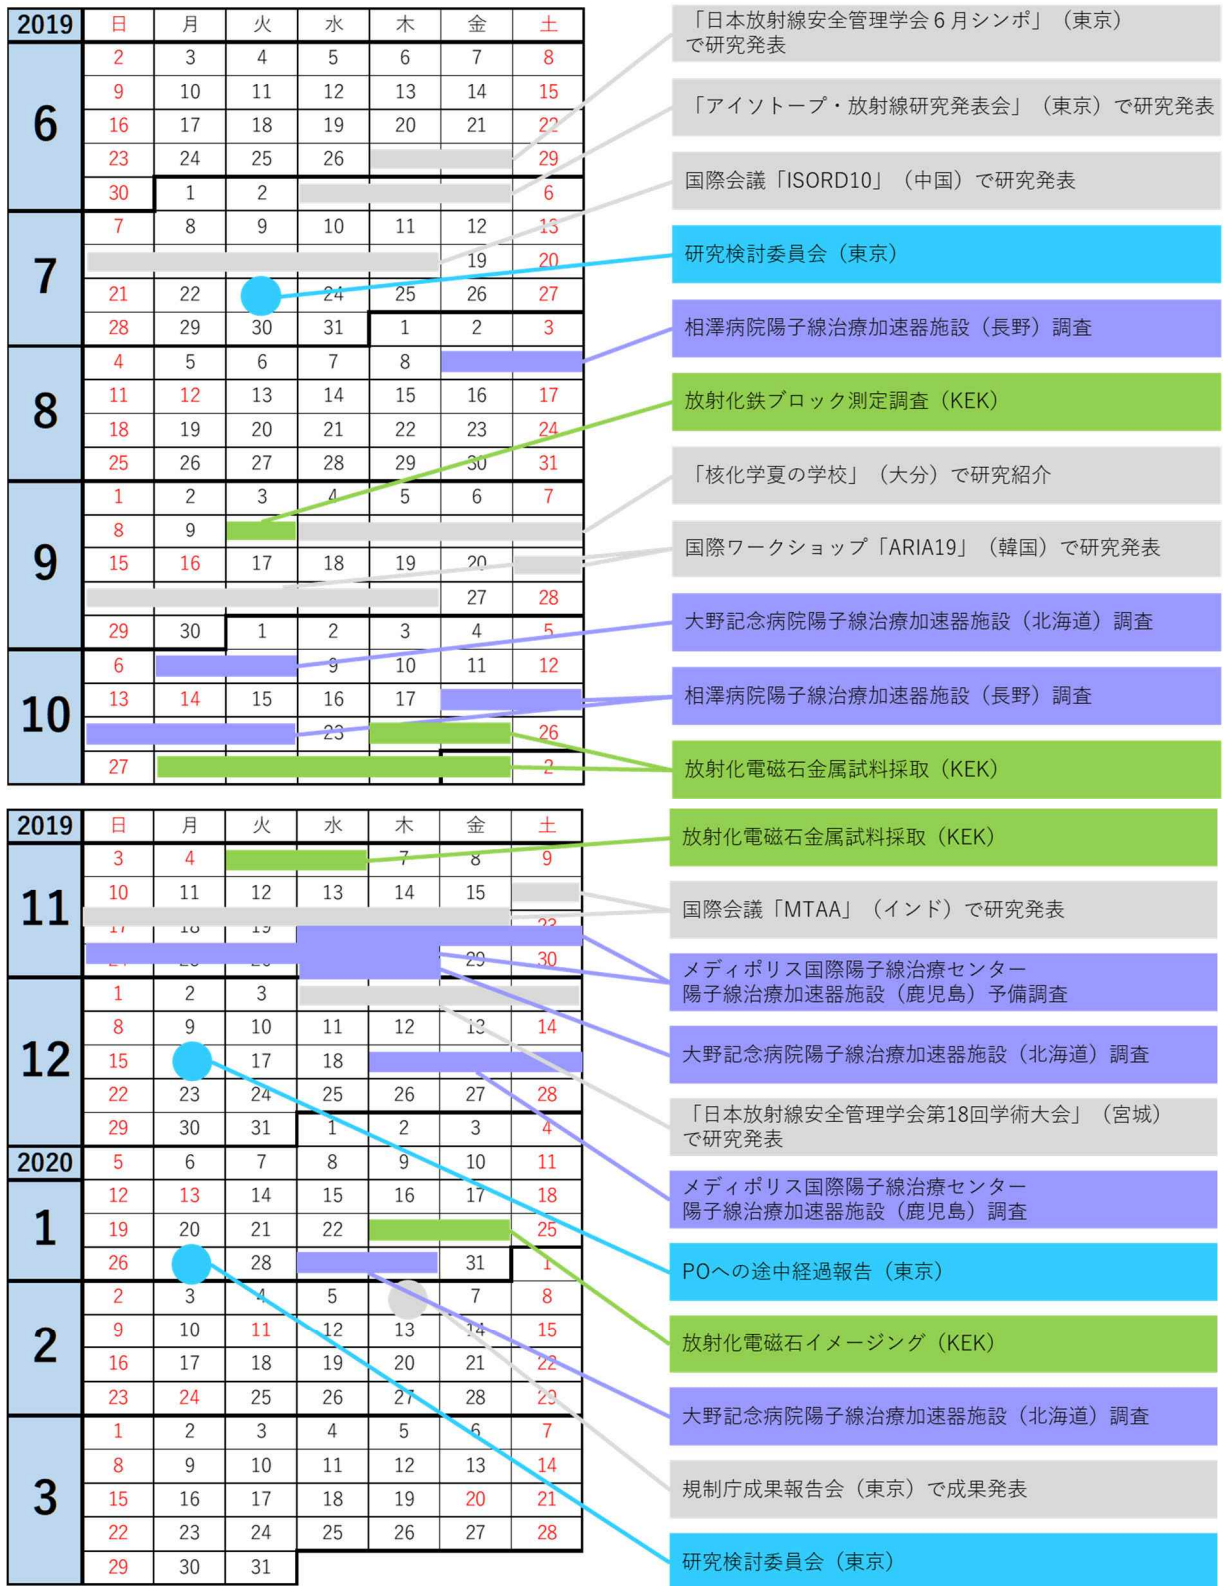 2019 日 月 火 水 木 金 土
6
2 3 4 5 6 7 8
9 10 11 12 13 14 15
16 17 18 19 20 21 22
23 24 25 26 29
30 1 2 6
7
7 8 9 10 11 12 13
19 20
21 22 24 25 26 27
28 29 30 31 1 2 3
8
4 5 6 7 8
11 12 13 14 15 16 17
18 19 20 21 22 23 24
25 26 27 28 29 30 31
9
1 2 3 4 5 6 7
8 9
15 16 17 18 19 20
27 28
29 30 1 2 3 4 5
10
6 9 10 11 12
13 14 15 16 17
23 26
27 2
「日本放射線安全管理学会6月シンポ」（東京）
で研究発表
「アイソトープ・放射線研究発表会」（東京）で研究発表
国際会議「ISORD10」（中国）で研究発表
研究検討委員会（東京）
相澤病院陽子線治療加速器施設（長野）調査
放射化鉄ブロック測定調査（KEK）
「核化学夏の学校」（大分）で研究紹介
国際ワークショップ「ARIA19」（韓国）で研究発表
大野記念病院陽子線治療加速器施設（北海道）調査
相澤病院陽子線治療加速器施設（長野）調査
放射化電磁石金属試料採取（KEK）
2019 日 月 火 水 木 金 土
11
3 4 7 8 9
10 11 12 13 14 15
17 18 19 23
24 25 26 29 30
12
1 2 3
8 9 10 11 12 13 14
15 17 18
22 23 24 25 26 27 28
29 30 31 1 2 3 4
2020 5 6 7 8 9 10 11
1
12 13 14 15 16 17 18
19 20 21 22 25
26 28 31 1
2
2 3 4 5 7 8
9 10 11 12 13 14 15
16 17 18 19 20 21 22
23 24 25 26 27 28 29
3
1 2 3 4 5 6 7
8 9 10 11 12 13 14
15 16 17 18 19 20 21
22 23 24 25 26 27 28
29 30 31
放射化電磁石金属試料採取（KEK）
国際会議「MTAA」（インド）で研究発表
メディポリス国際陽子線治療センター
陽子線治療加速器施設（鹿児島）予備調査
大野記念病院陽子線治療加速器施設（北海道）調査
「日本放射線安全管理学会第18回学術大会」（宮城）
で研究発表
メディポリス国際陽子線治療センター
陽子線治療加速器施設（鹿児島）調査
POへの途中経過報告（東京）
放射化電磁石イメージング（KEK）
大野記念病院陽子線治療加速器施設（北海道）調査
規制庁成果報告会（東京）で成果発表
研究検討委員会（東京）